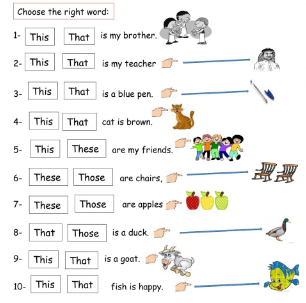 Choose the right word:
1- This That is my brother.
2- This That is my teacher
3- This That is a blue pen.
4- This That cat is brown.
5- This These are my friends.
6- These Those are chairs,
7- These Those are apples
8- That Those is a duck.
9- This That is a goat.
10- This That fish is happy.